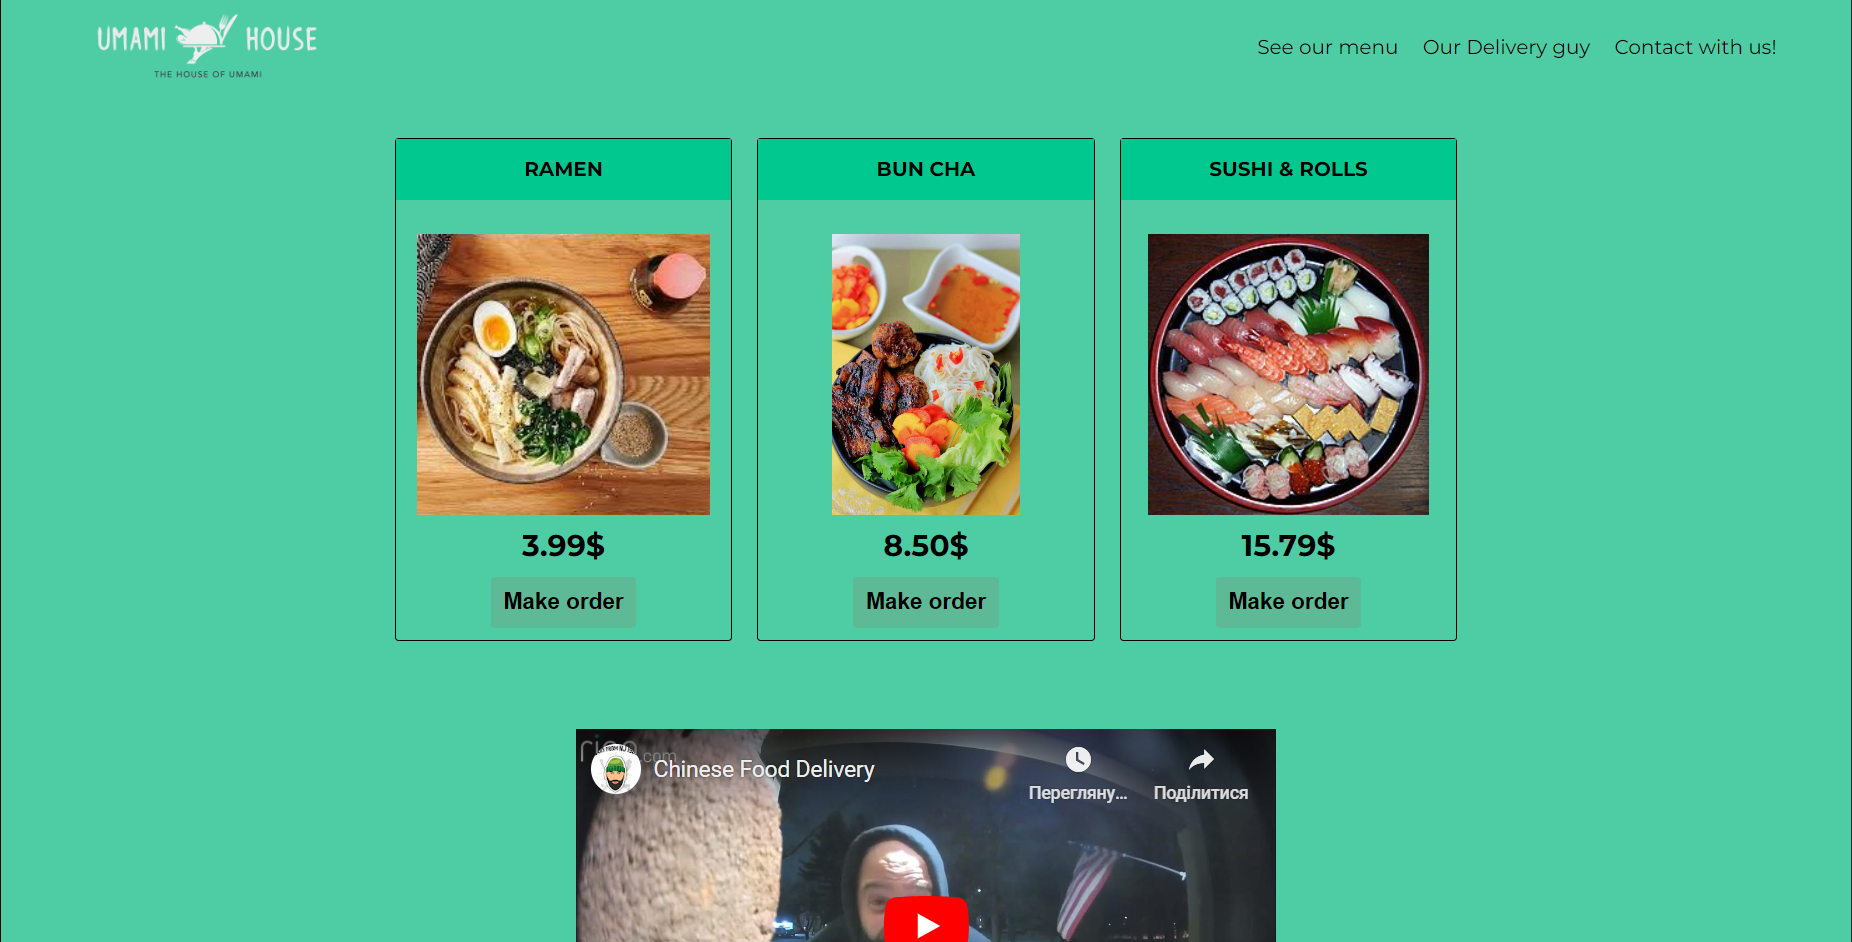 UMAMI HOUSE
THE HOUSE OF UMAMI
See our menu Our Delivery guy Contact with us!
RAMEN
BUN CHA
SUSHI & ROLLS
3.99$
8.50$
15.79$
Make order
Make order
Make order
Chinese Food Delivery
Перегляну...
Поділитися